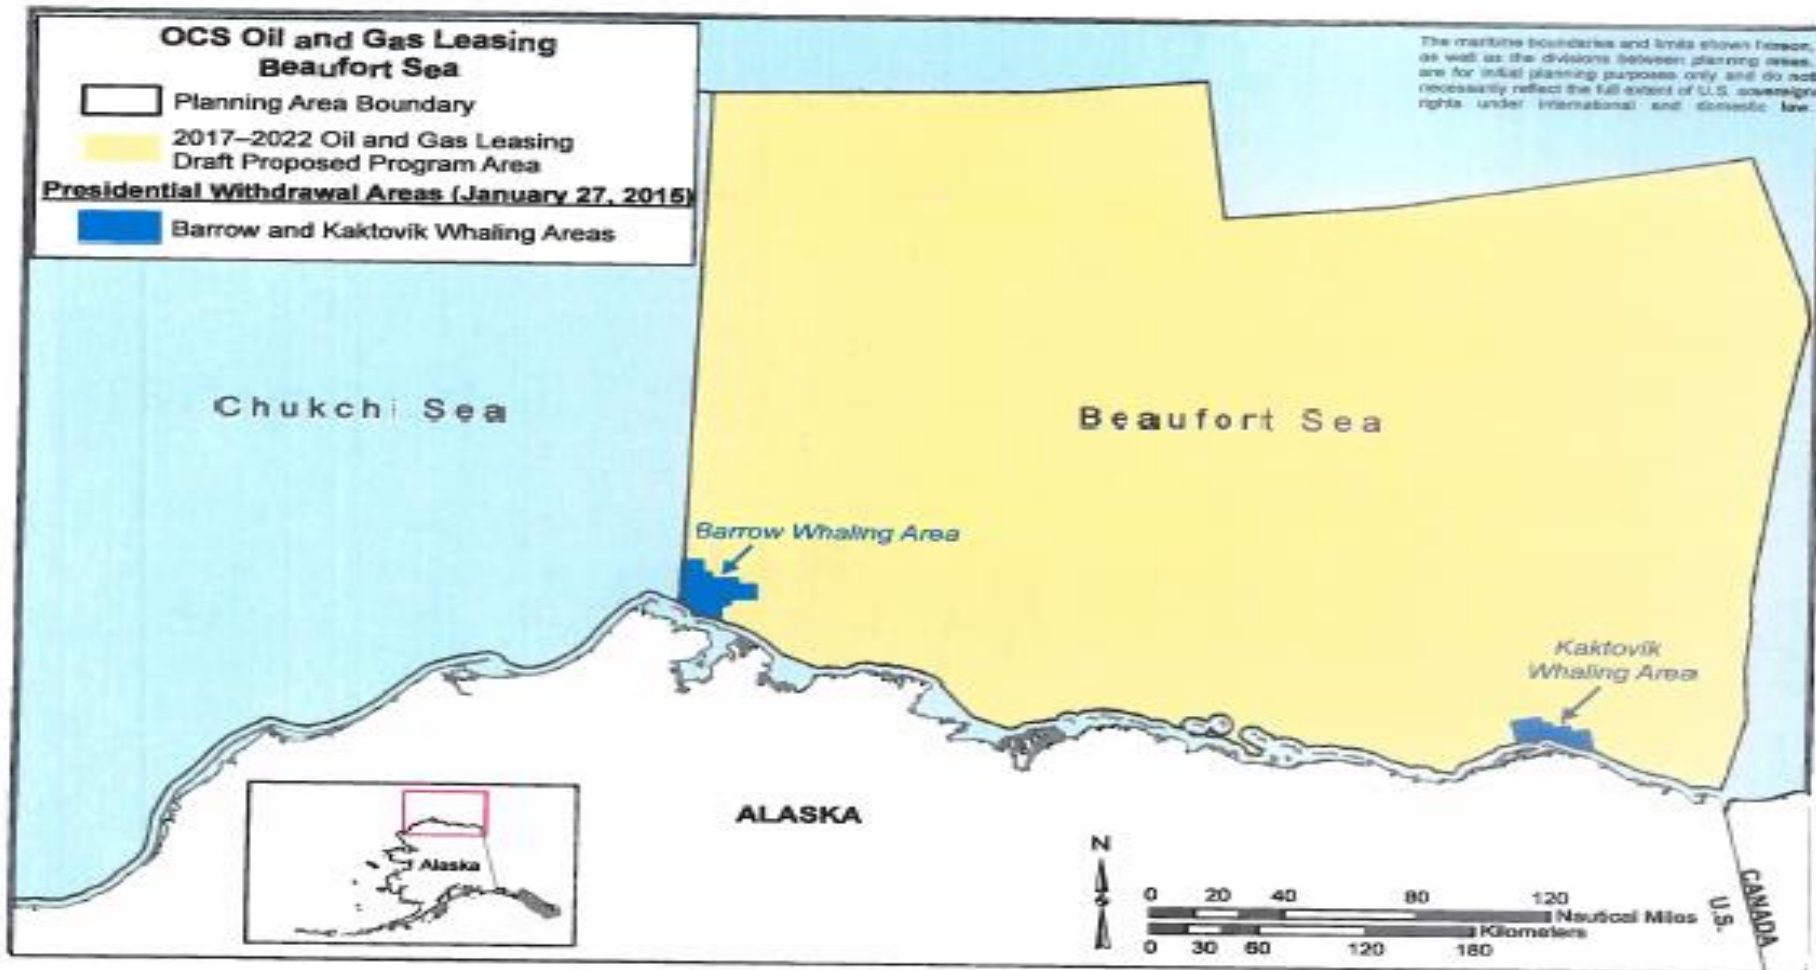 OCS Oil and Gas Leasing
Beaufort Sea
Planning Area Boundary
2017–2022 Oil and Gas Leasing
Draft Proposed Program Area
Presidential Withdrawal Areas (January 27, 2015)
Barrow and Kaktovik Whaling Areas
The maritime boundaries and limits shown hereon,
as well as the divisions between planning areas,
are for initial planning purposes only and do not
necessarily reflect the full extent of U.S. sovereign
rights under international and domestic law.
Chukchi Sea
Beaufort Sea
Barrow Whaling Area
Kaktovik
Whaling Area
ALASKA
Alaska
N
0 20 40 80 120
Nautical Miles
Kilometers
0 30 60 120 180
U.S.
CANADA